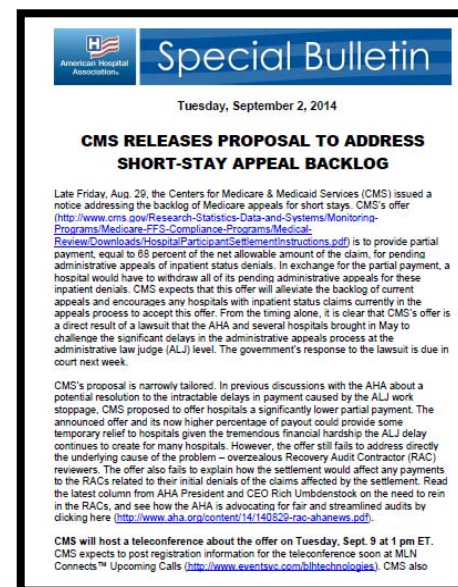 American Hospital
Association®
Special Bulletin
Tuesday, September 2, 2014
CMS RELEASES PROPOSAL TO ADDRESS
SHORT-STAY APPEAL BACKLOG
Late Friday, Aug. 29, the Centers for Medicare & Medicaid Services (CMS) issued a
notice addressing the backlog of Medicare appeals for short stays. CMS's offer
(http://www.cms.gov/Research-Statistics-Data-and-Systems/Monitoring-
Programs/Medicare-FFS-Compliance-Programs/Medical-
Review/Downloads/HospitalParticipantSettlementInstructions.pdf) is to provide partial
payment, equal to 68 percent of the net allowable amount of the claim, for pending
administrative appeals of inpatient status denials. In exchange for the partial payment, a
hospital would have to withdraw all of its pending administrative appeals for these
inpatient denials. CMS expects that this offer will alleviate the backlog of current
appeals and encourages any hospitals with inpatient status claims currently in the
appeals process to accept this offer. From the timing alone, it is clear that CMS's offer is
a direct result of a lawsuit that the AHA and several hospitals brought in May to
challenge the significant delays in the administrative appeals process at the
administrative law judge (ALJ) level. The government's response to the lawsuit is due in
court next week.
CMS's proposal is narrowly tailored. In previous discussions with the AHA about a
potential resolution to the intractable delays in payment caused by the ALJ work
stoppage, CMS proposed to offer hospitals a significantly lower partial payment. The
announced offer and its now higher percentage of payout could provide some
temporary relief to hospitals given the tremendous financial hardship the ALJ delay
continues to create for many hospitals. However, the offer still fails to address directly
the underlying cause of the problem – overzealous Recovery Audit Contractor (RAC)
reviewers. The offer also fails to explain how the settlement would affect any payments
to the RACs related to their initial denials of the claims affected by the settlement. Read
the latest column from AHA President and CEO Rich Umbdenstock on the need to rein
in the RACs, and see how the AHA is advocating for fair and streamlined audits by
clicking here (http://www.aha.org/content/14/140829-rac-ahanews.pdf).
CMS will host a teleconference about the offer on Tuesday, Sept. 9 at 1 pm ET.
CMS expects to post registration information for the teleconference soon at MLN
Connects™ Upcoming Calls (http://www.eventsvc.com/blhtechnologies). CMS also